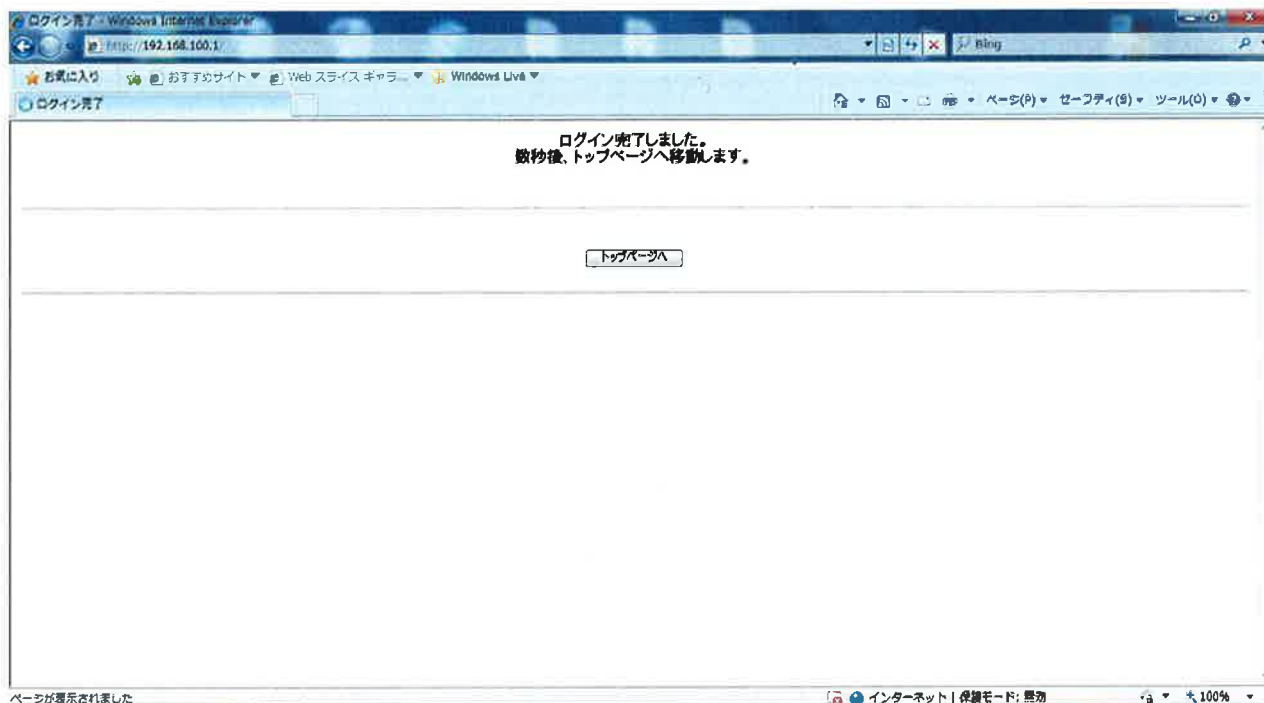 ログイン完了 - Windows Internet Explorer
http://192.168.100.1/
Bing
お気に入り おすすめサイト Web スライス ギャラ... Windows Live
ログイン完了
ページ(P) セーフティ(S) ツール(O)
ログイン完了しました。
数秒後、トップページへ移動します。
トップページへ
ページが表示されました
インターネット | 保護モード: 無効
100%